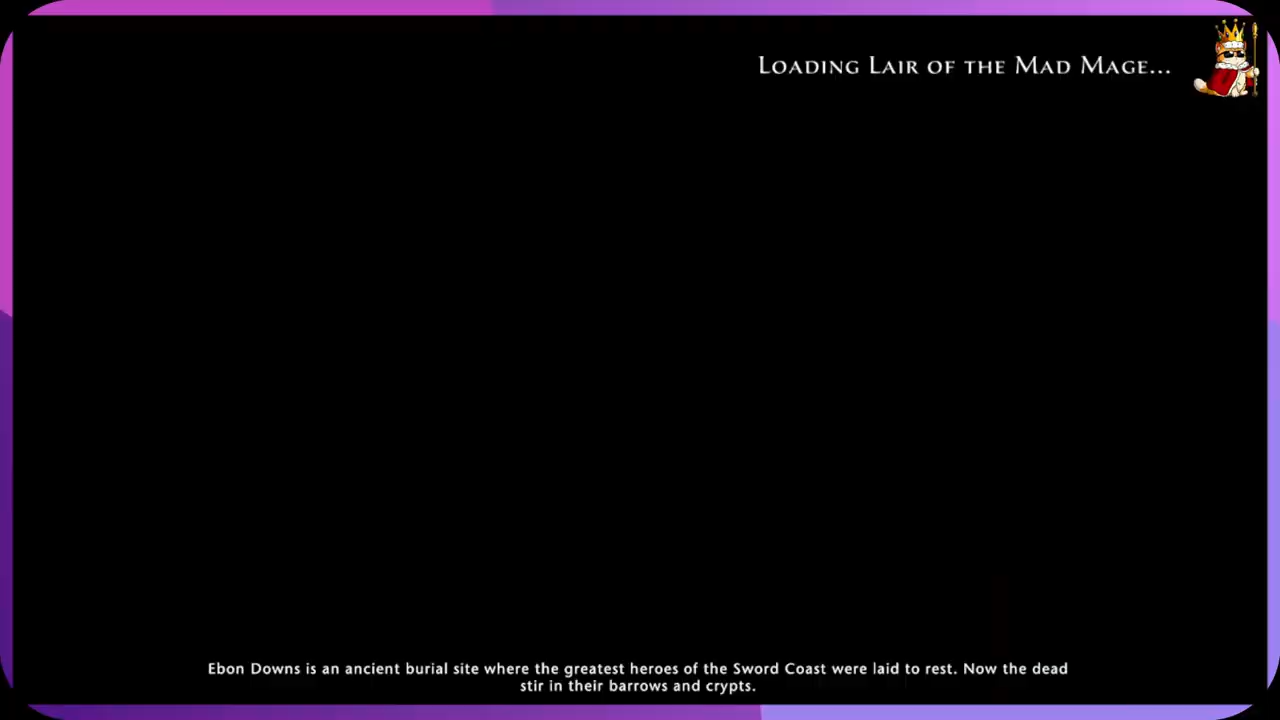 Loading Lair of the Mad Mage...
Ebon Downs is an ancient burial site where the greatest heroes of the Sword Coast were laid to rest. Now the dead
stir in their barrows and crypts.